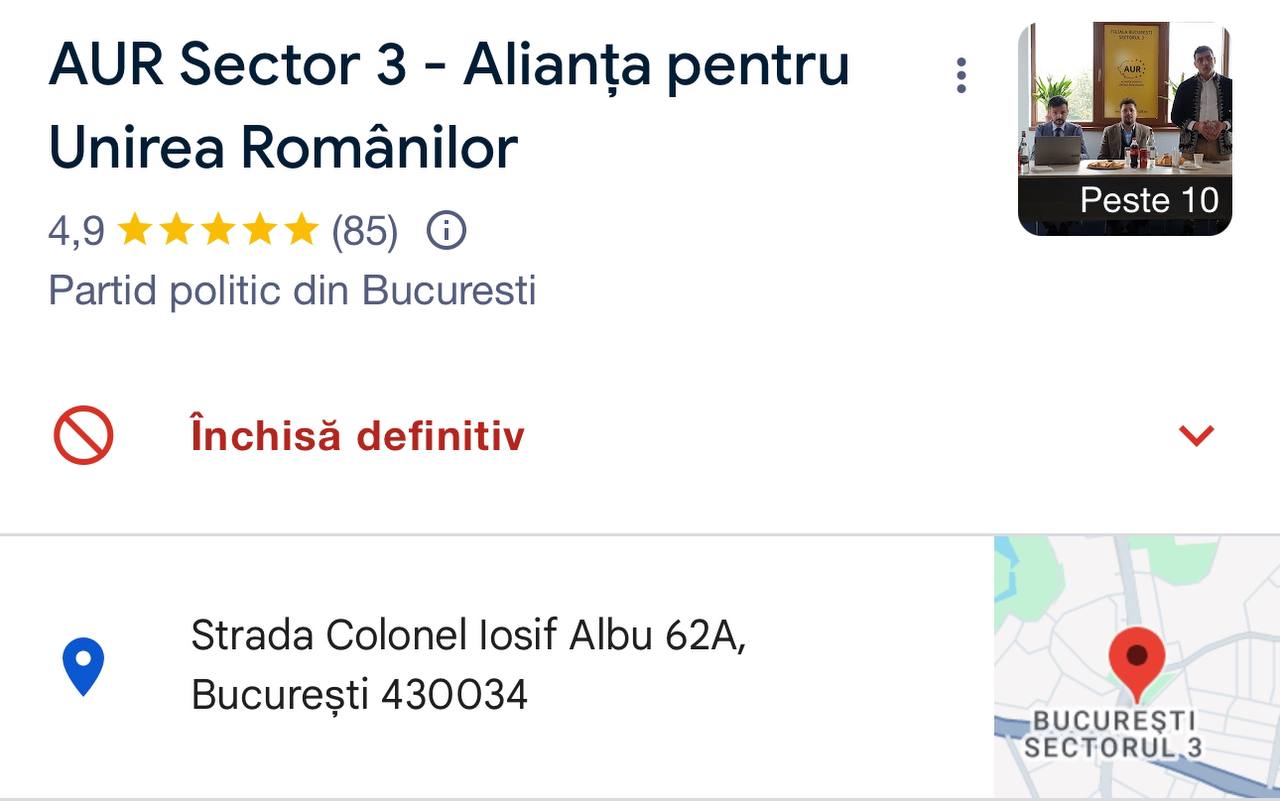 AUR Sector 3 - Alianța pentru
Unirea Românilor
4,9 (85)
Partid politic din Bucuresti
FILIALA BUCUREȘTI
SECTORUL 3
AUR
Peste 10
Închisă definitiv
Strada Colonel Iosif Albu 62A,
București 430034
BUCUREȘTI
SECTORUL 3